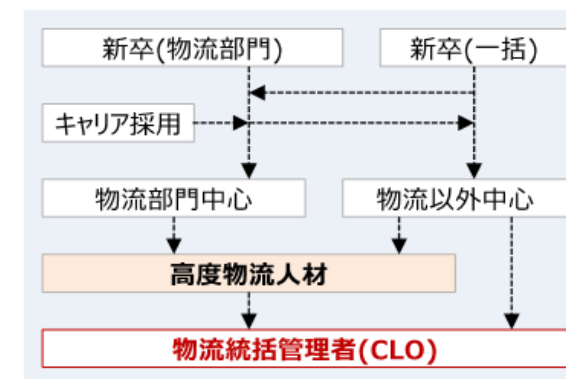 新卒(物流部門)
新卒(一括)
キャリア採用
物流部門中心
物流以外中心
高度物流人材
物流統括管理者(CLO)